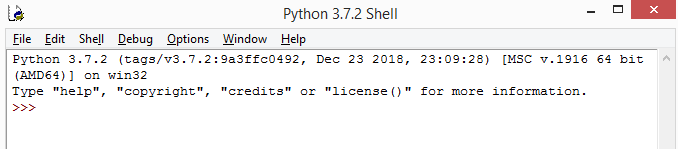 Python 3.7.2 Shell
File Edit Shell Debug Options Window Help
Python 3.7.2 (tags/v3.7.2:9a3ffc0492, Dec 23 2018, 23:09:28) [MSC v.1916 64 bit
(AMD64)] on win32
Type "help", "copyright", "credits" or "license()" for more information.
>>>